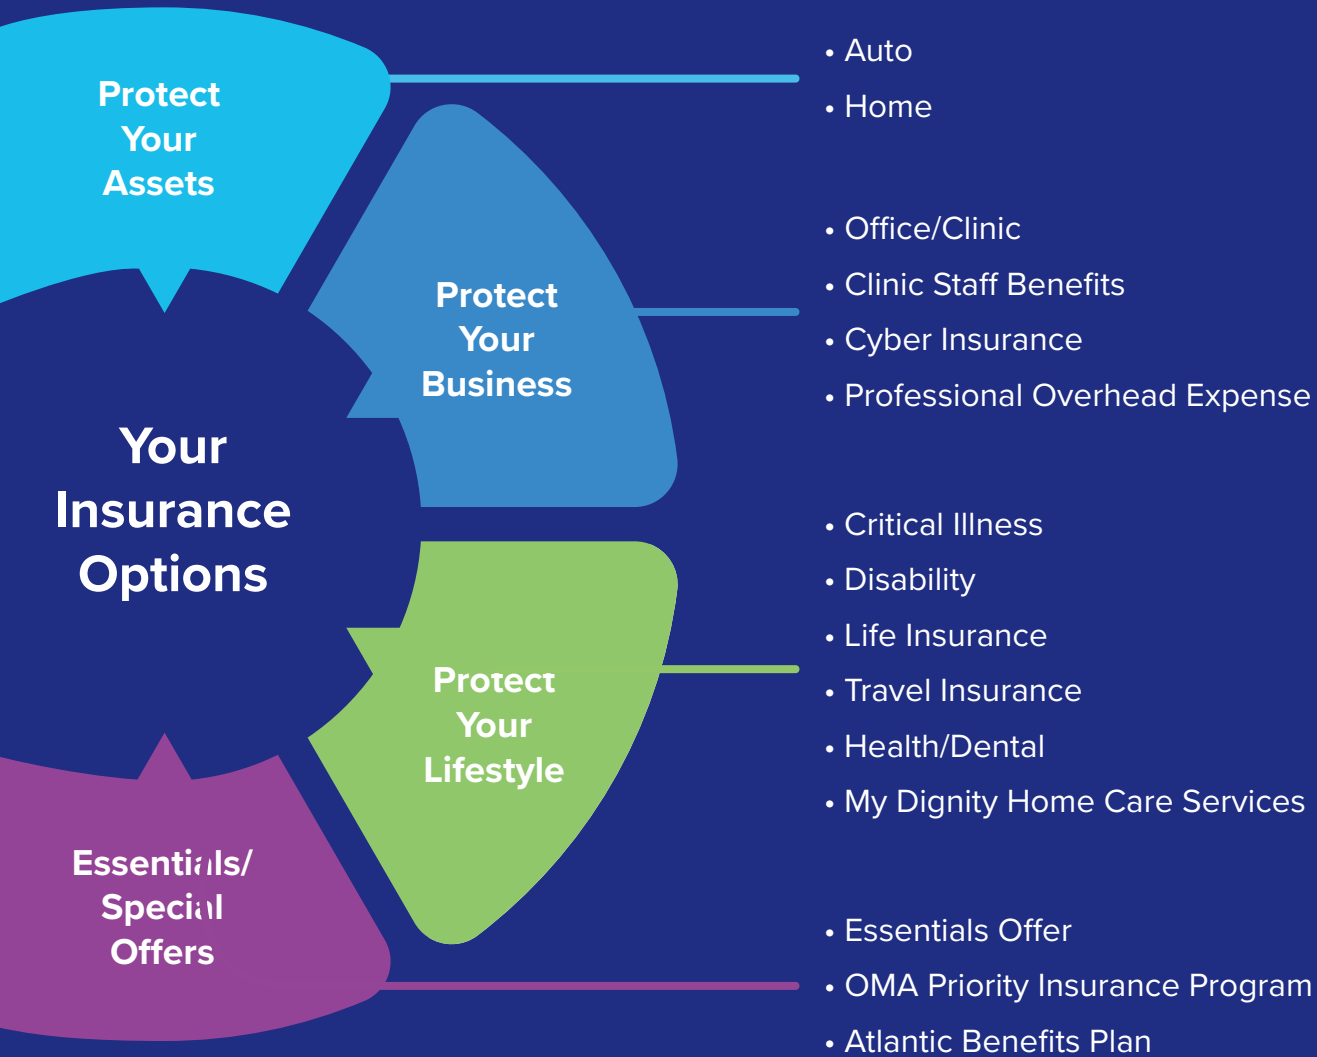 Protect
Your
Assets
• Auto
• Home
Protect
Your
Business
• Office/Clinic
• Clinic Staff Benefits
• Cyber Insurance
• Professional Overhead Expense
Your
Insurance
Options
Protect
Your
Lifestyle
• Critical Illness
• Disability
• Life Insurance
• Travel Insurance
• Health/Dental
• My Dignity Home Care Services
Essentials/
Special
Offers
• Essentials Offer
• OMA Priority Insurance Program
• Atlantic Benefits Plan